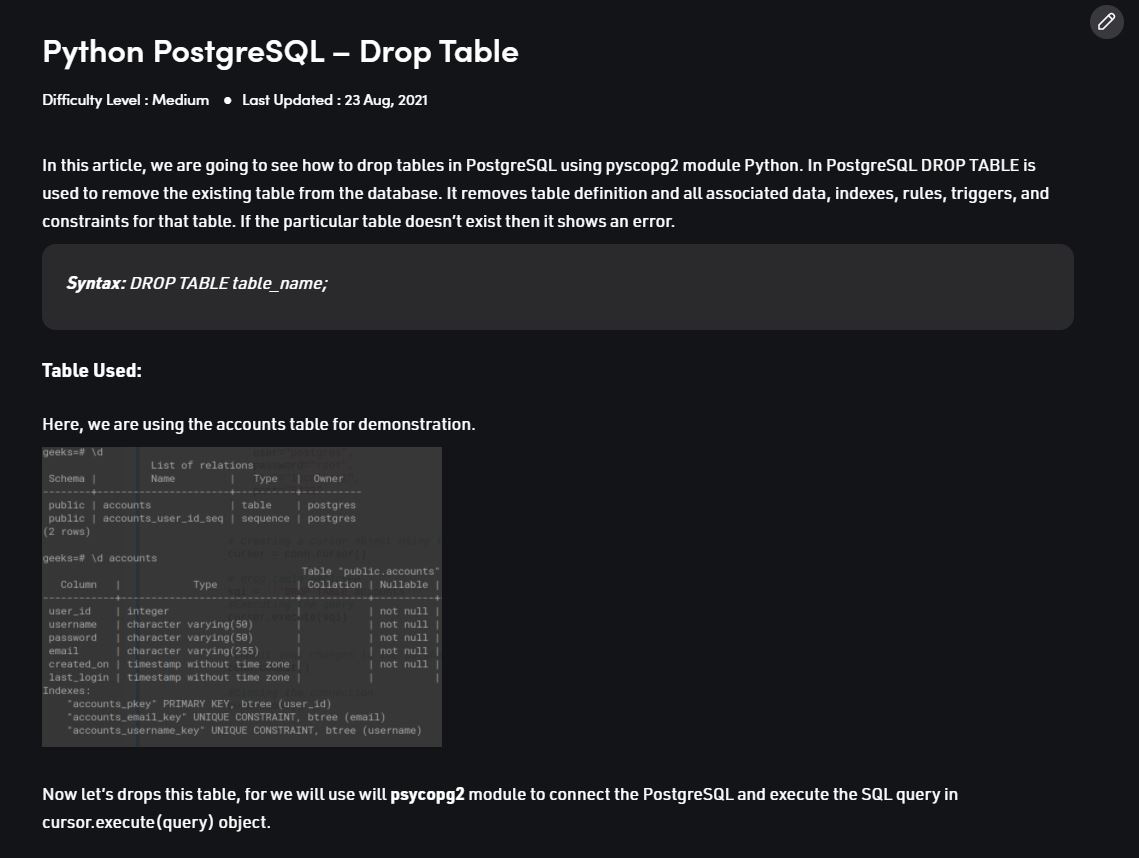 Python PostgreSQL – Drop Table
Difficulty Level : Medium ● Last Updated : 23 Aug, 2021
In this article, we are going to see how to drop tables in PostgreSQL using pyscopg2 module Python. In PostgreSQL DROP TABLE is
used to remove the existing table from the database. It removes table definition and all associated data, indexes, rules, triggers, and
constraints for that table. If the particular table doesn’t exist then it shows an error.
Syntax: DROP TABLE table_name;
Table Used:
Here, we are using the accounts table for demonstration.
geeks=# \d
List of relations
Schema | Name | Type | Owner
--------+---------------------+----------+----------
public | accounts | table | postgres
public | accounts_user_id_seq | sequence | postgres
(2 rows)
geeks=# \d accounts
Table "public.accounts"
Column | Type | Collation | Nullable |
------------+-----------------------------+-----------+----------+
user_id | integer | | not null |
username | character varying(50) | | not null |
password | character varying(50) | | not null |
email | character varying(255) | | not null |
created_on | timestamp without time zone | | not null |
last_login | timestamp without time zone | | |
Indexes:
"accounts_pkey" PRIMARY KEY, btree (user_id)
"accounts_email_key" UNIQUE CONSTRAINT, btree (email)
"accounts_username_key" UNIQUE CONSTRAINT, btree (username)
Now let’s drops this table, for we will use will psycopg2 module to connect the PostgreSQL and execute the SQL query in
cursor.execute(query) object.